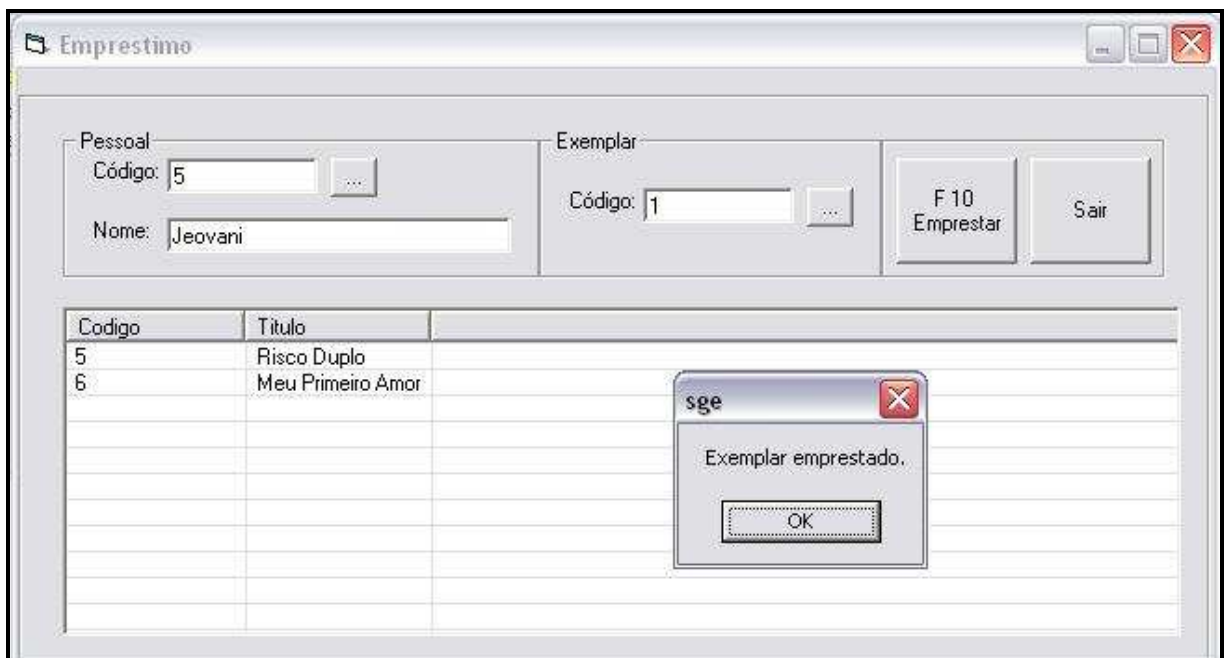 Emprestimo
Pessoal
Código: 5
...
Nome: Jeovani
Exemplar
Código: 1
...
F 10
Emprestar
Sair
Codigo Titulo
5 Risco Duplo
6 Meu Primeiro Amor
sge
Exemplar emprestado.
OK